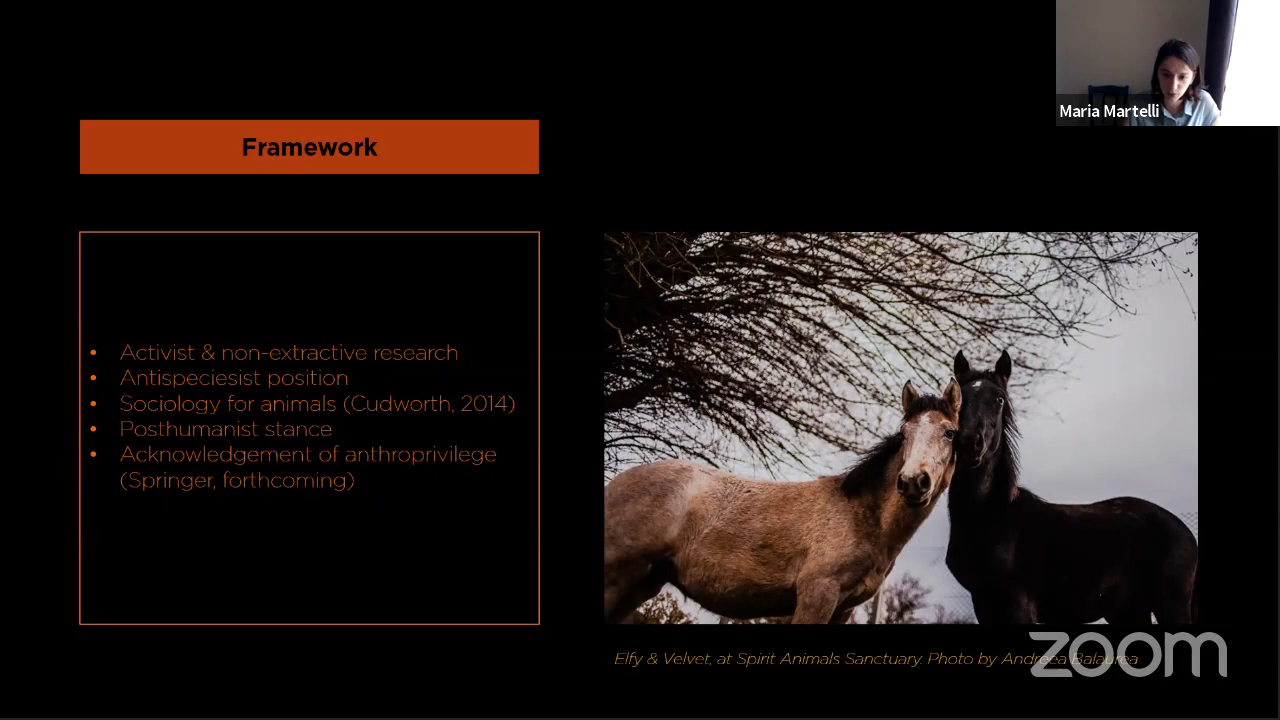 Maria Martelli
Framework
• Activist & non-extractive research
• Antispeciesist position
• Sociology for animals (Cudworth, 2014)
• Posthumanist stance
• Acknowledgement of anthroprivilege
(Springer, forthcoming)
Elfy & Velvet, at Spirit Animals Sanctuary. Photo by Andreea Balaurea
zoom